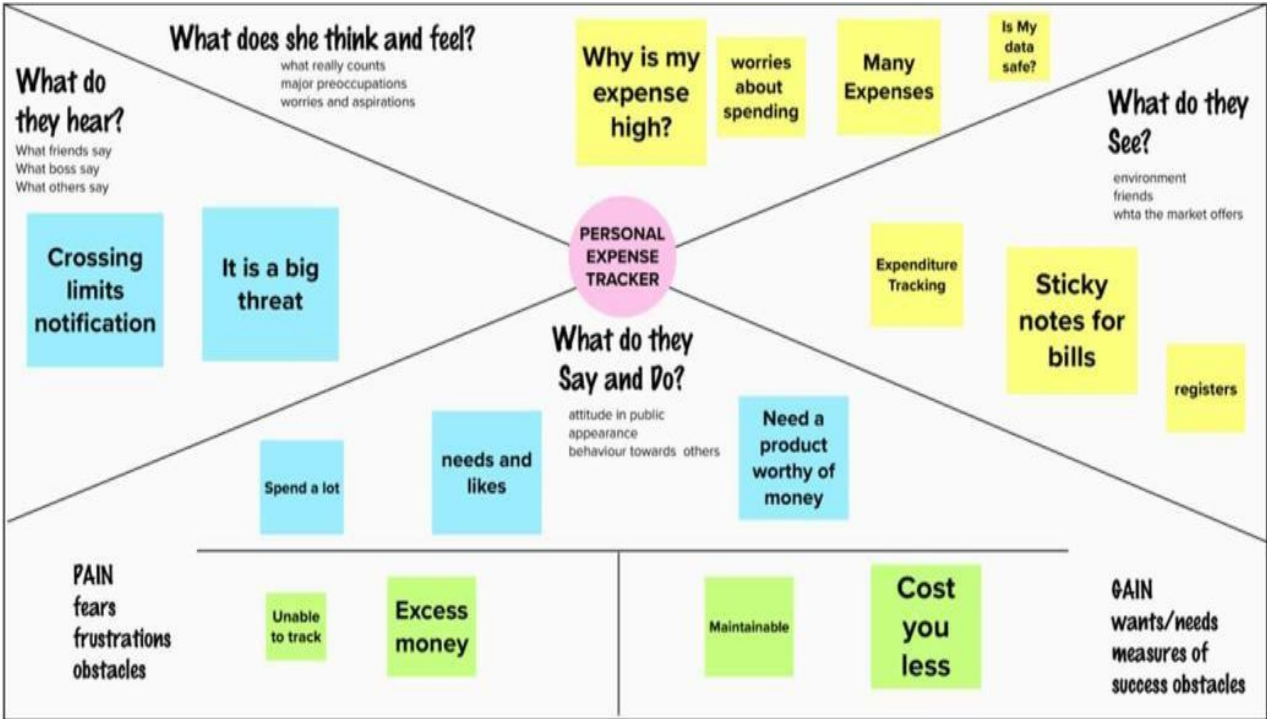 What does she think and feel?
what really counts
major preoccupations
worries and aspirations
Why is my
expense
high?
worries
about
spending
Many
Expenses
Is My
data
safe?
What do
they hear?
What friends say
What boss say
What others say
Crossing
limits
notification
It is a big
threat
PERSONAL
EXPENSE
TRACKER
What do they
See?
environment
friends
whta the market offers
Expenditure
Tracking
Sticky
notes for
bills
registers
What do they
Say and Do?
attitude in public
appearance
behaviour towards others
Spend a lot
needs and
likes
Need a
product
worthy of
money
PAIN
fears
frustrations
obstacles
Unable
to track
Excess
money
Maintainable
Cost
you
less
GAIN
wants/needs
measures of
success obstacles